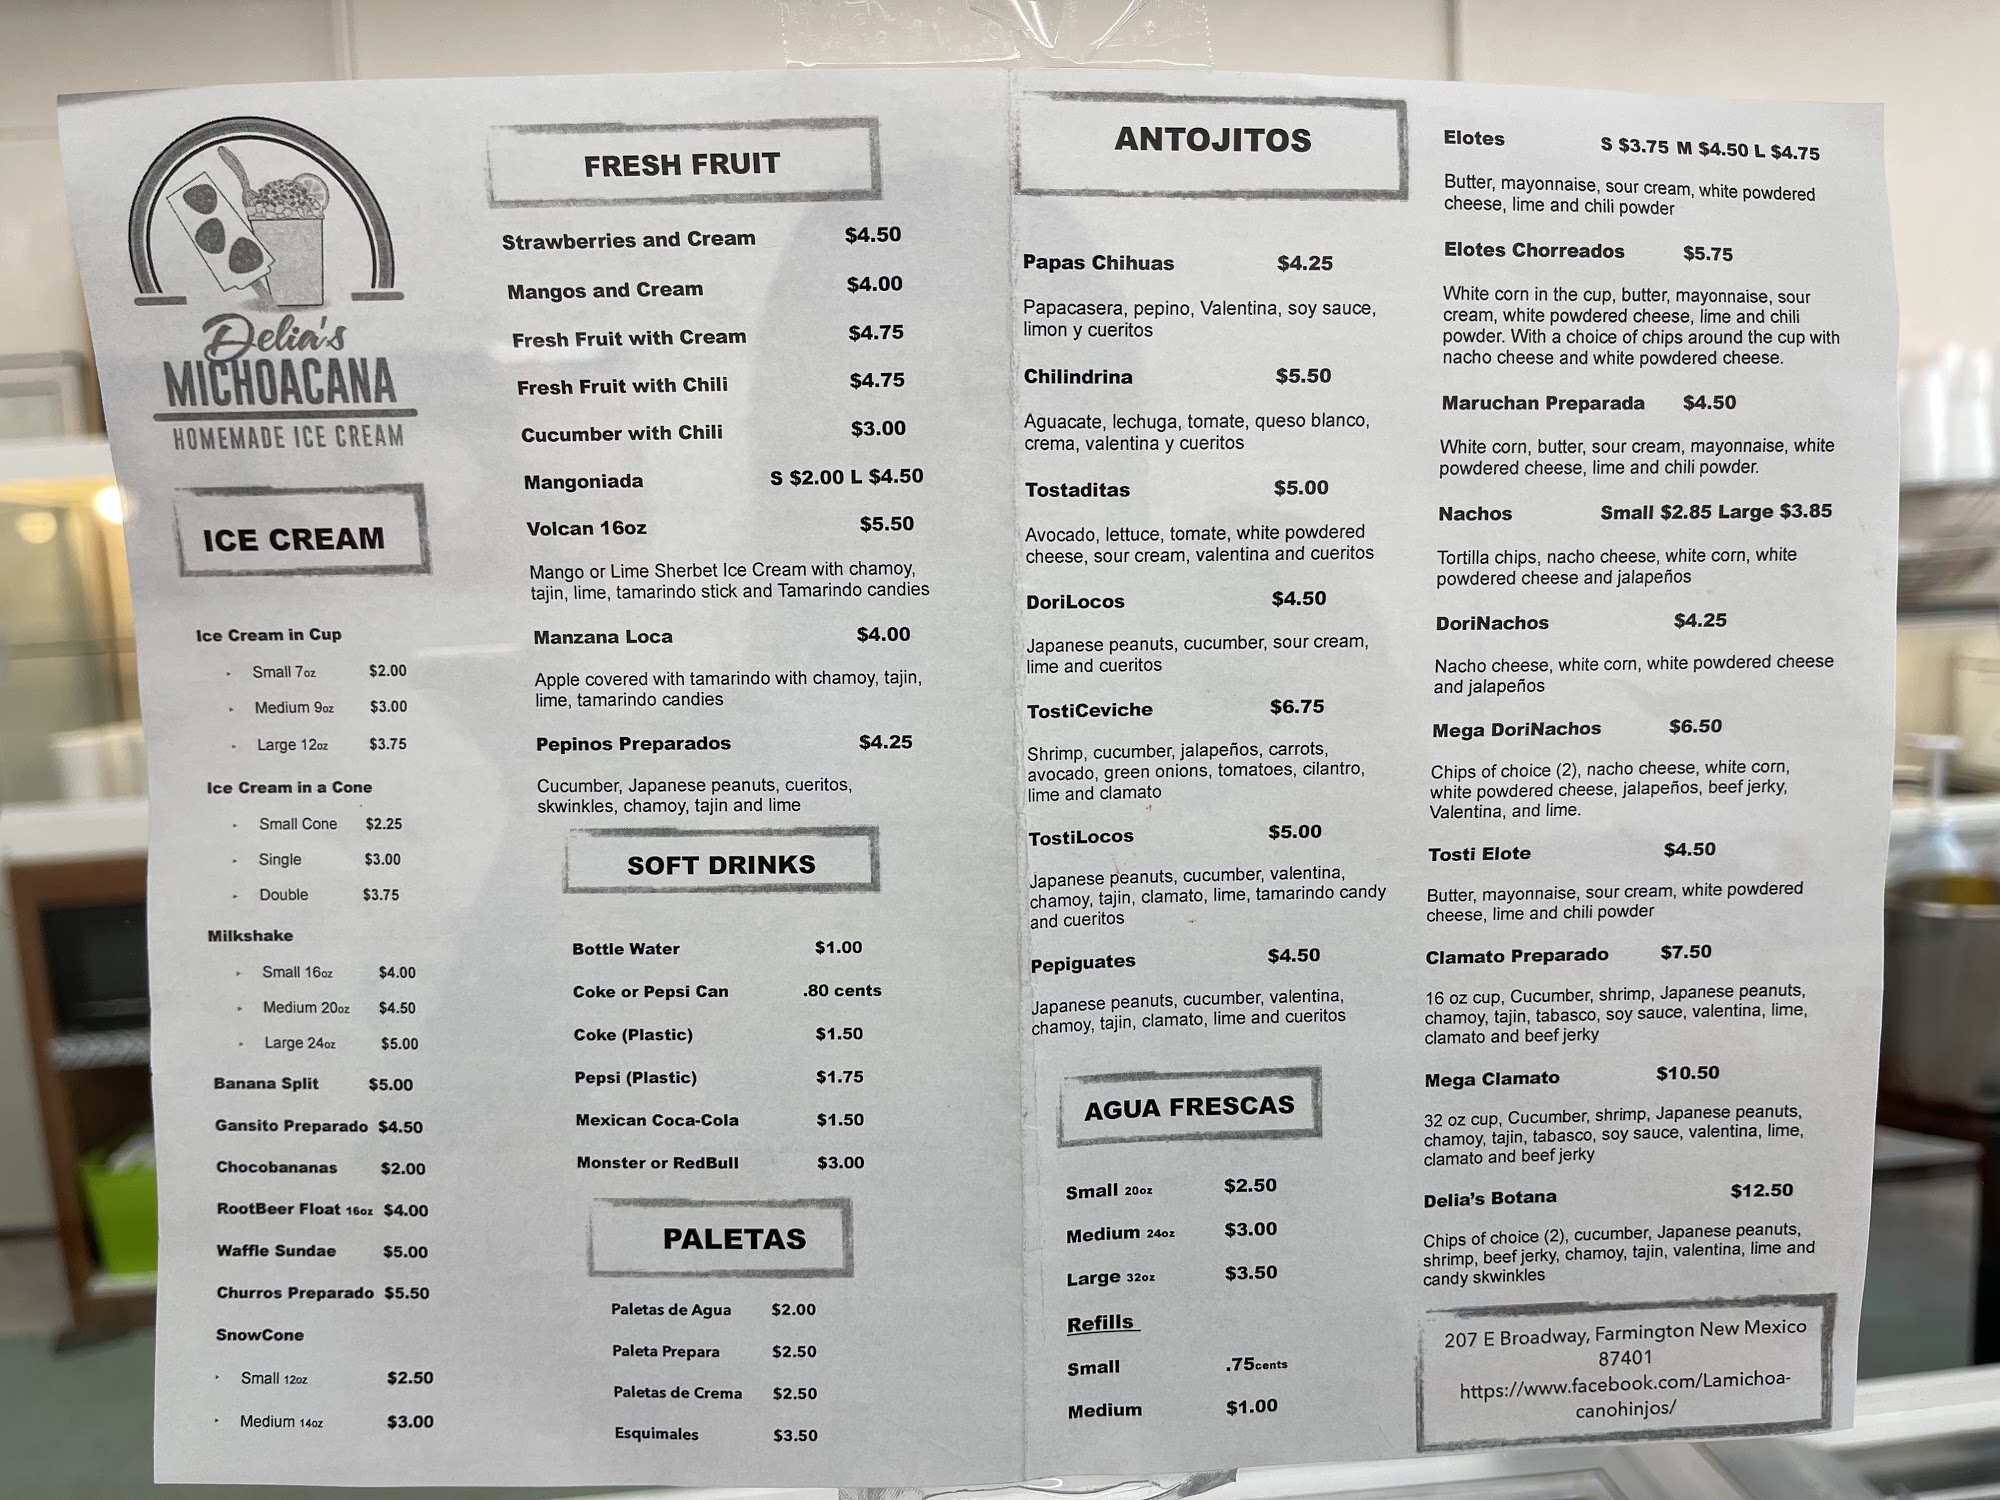 Delia's
MICHOACANA
HOMEMADE ICE CREAM
ICE CREAM
Ice Cream in Cup
Small 7oz $2.00
Medium 9oz $3.00
Large 12oz $3.75
Ice Cream in a Cone
Small Cone $2.25
Single $3.00
Double $3.75
Milkshake
Small 16oz $4.00
Medium 20oz $4.50
Large 24oz $5.00
Banana Split $5.00
Gansito Preparado $4.50
Chocobananas $2.00
RootBeer Float 16oz $4.00
Waffle Sundae $5.00
Churros Preparado $5.50
SnowCone
Small 12oz $2.50
Medium 14oz $3.00
FRESH FRUIT
Strawberries and Cream $4.50
Mangos and Cream $4.00
Fresh Fruit with Cream $4.75
Fresh Fruit with Chili $4.75
Cucumber with Chili $3.00
Mangoniada S $2.00 L $4.50
Volcan 16oz $5.50
Mango or Lime Sherbet Ice Cream with chamoy,
tajin, lime, tamarindo stick and Tamarindo candies
Manzana Loca $4.00
Apple covered with tamarindo with chamoy, tajin,
lime, tamarindo candies
Pepinos Preparados $4.25
Cucumber, Japanese peanuts, cueritos,
skwinkles, chamoy, tajin and lime
SOFT DRINKS
Bottle Water $1.00
Coke or Pepsi Can .80 cents
Coke (Plastic) $1.50
Pepsi (Plastic) $1.75
Mexican Coca-Cola $1.50
Monster or RedBull $3.00
PALETAS
Paletas de Agua $2.00
Paleta Prepara $2.50
Paletas de Crema $2.50
Esquimales $3.50
ANTOJITOS
Papas Chihuas $4.25
Papacasera, pepino, Valentina, soy sauce,
limon y cueritos
Chilindrina $5.50
Aguacate, lechuga, tomate, queso blanco,
crema, valentina y cueritos
Tostaditas $5.00
Avocado, lettuce, tomate, white powdered
cheese, sour cream, valentina and cueritos
DoriLocos $4.50
Japanese peanuts, cucumber, sour cream,
lime and cueritos
TostiCeviche $6.75
Shrimp, cucumber, jalapeños, carrots,
avocado, green onions, tomatoes, cilantro,
lime and clamato
TostiLocos $5.00
Japanese peanuts, cucumber, valentina,
chamoy, tajin, clamato, lime, tamarindo candy
and cueritos
Pepiguates $4.50
Japanese peanuts, cucumber, valentina,
chamoy, tajin, clamato, lime and cueritos
AGUA FRESCAS
Small 20oz $2.50
Medium 24oz $3.00
Large 32oz $3.50
Refills
Small .75cents
Medium $1.00
Elotes S $3.75 M $4.50 L $4.75
Butter, mayonnaise, sour cream, white powdered
cheese, lime and chili powder
Elotes Chorreados $5.75
White corn in the cup, butter, mayonnaise, sour
cream, white powdered cheese, lime and chili
powder. With a choice of chips around the cup with
nacho cheese and white powdered cheese.
Maruchan Preparada $4.50
White corn, butter, sour cream, mayonnaise, white
powdered cheese, lime and chili powder.
Nachos Small $2.85 Large $3.85
Tortilla chips, nacho cheese, white corn, white
powdered cheese and jalapeños
DoriNachos $4.25
Nacho cheese, white corn, white powdered cheese
and jalapeños
Mega DoriNachos $6.50
Chips of choice (2), nacho cheese, white corn,
white powdered cheese, jalapeños, beef jerky,
Valentina, and lime.
Tosti Elote $4.50
Butter, mayonnaise, sour cream, white powdered
cheese, lime and chili powder
Clamato Preparado $7.50
16 oz cup, Cucumber, shrimp, Japanese peanuts,
chamoy, tajin, tabasco, soy sauce, valentina, lime,
clamato and beef jerky
Mega Clamato $10.50
32 oz cup, Cucumber, shrimp, Japanese peanuts,
chamoy, tajin, tabasco, soy sauce, valentina, lime,
clamato and beef jerky
Delia's Botana $12.50
Chips of choice (2), cucumber, Japanese peanuts,
shrimp, beef jerky, chamoy, tajin, valentina, lime and
candy skwinkles
207 E Broadway, Farmington New Mexico
87401
https://www.facebook.com/Lamichoa-
canohinjos/